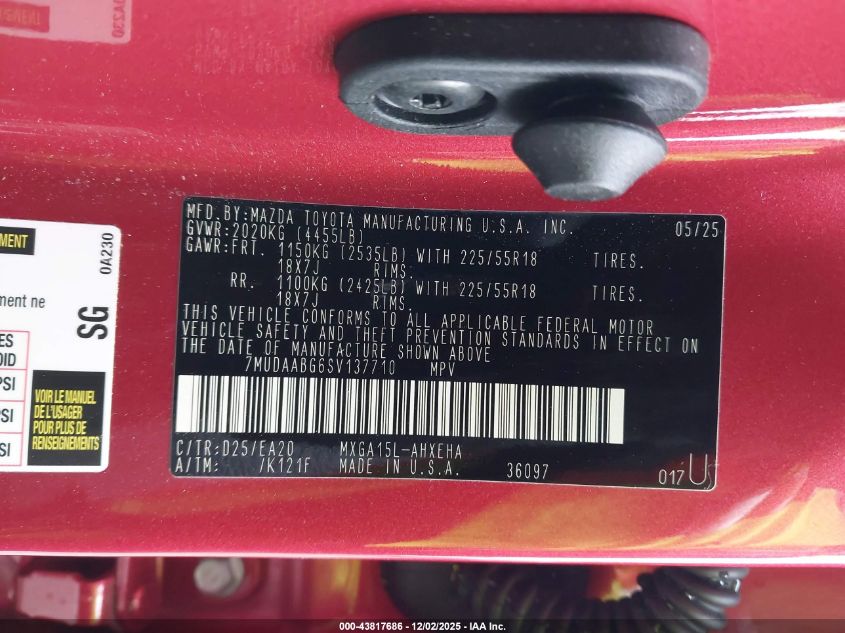 MFD.BY:MAZDA TOYOTA MANUFACTURING U.S.A. INC. 05/25
GVWR:2020KG (4455LB)
GAWR:FRT. 1150KG (2535LB) WITH 225/55R18 TIRES.
18X7J RIMS.
RR. 1100KG (2425LB) WITH 225/55R18 TIRES.
18X7J RIMS.
THIS VEHICLE CONFORMS TO ALL APPLICABLE FEDERAL MOTOR
VEHICLE SAFETY AND THEFT PREVENTION STANDARDS IN EFFECT ON
THE DATE OF MANUFACTURE SHOWN ABOVE
7MUDAABG6SV137710 MPV
C/TR:D25/EA20 MXGA15L-AHXEHA
A/TM: /K121F MADE IN U.S.A. 36097
017 US
0A230
SG
VOIR LE MANUEL
DE L'USAGER
POUR PLUS DE
RENSEIGNEMENTS
000-43817686 - 12/02/2025 - IAA Inc.